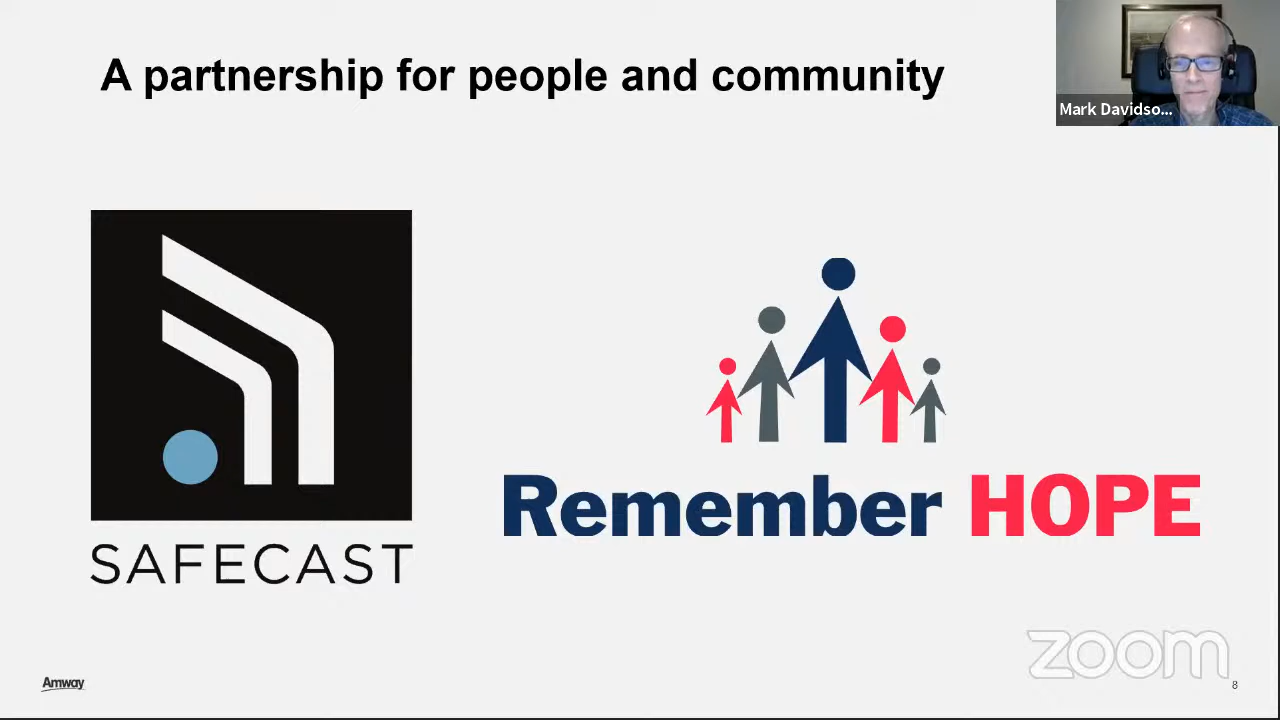 A partnership for people and community
Mark Davidso...
SAFECAST
Remember HOPE
zoom
Amway
8